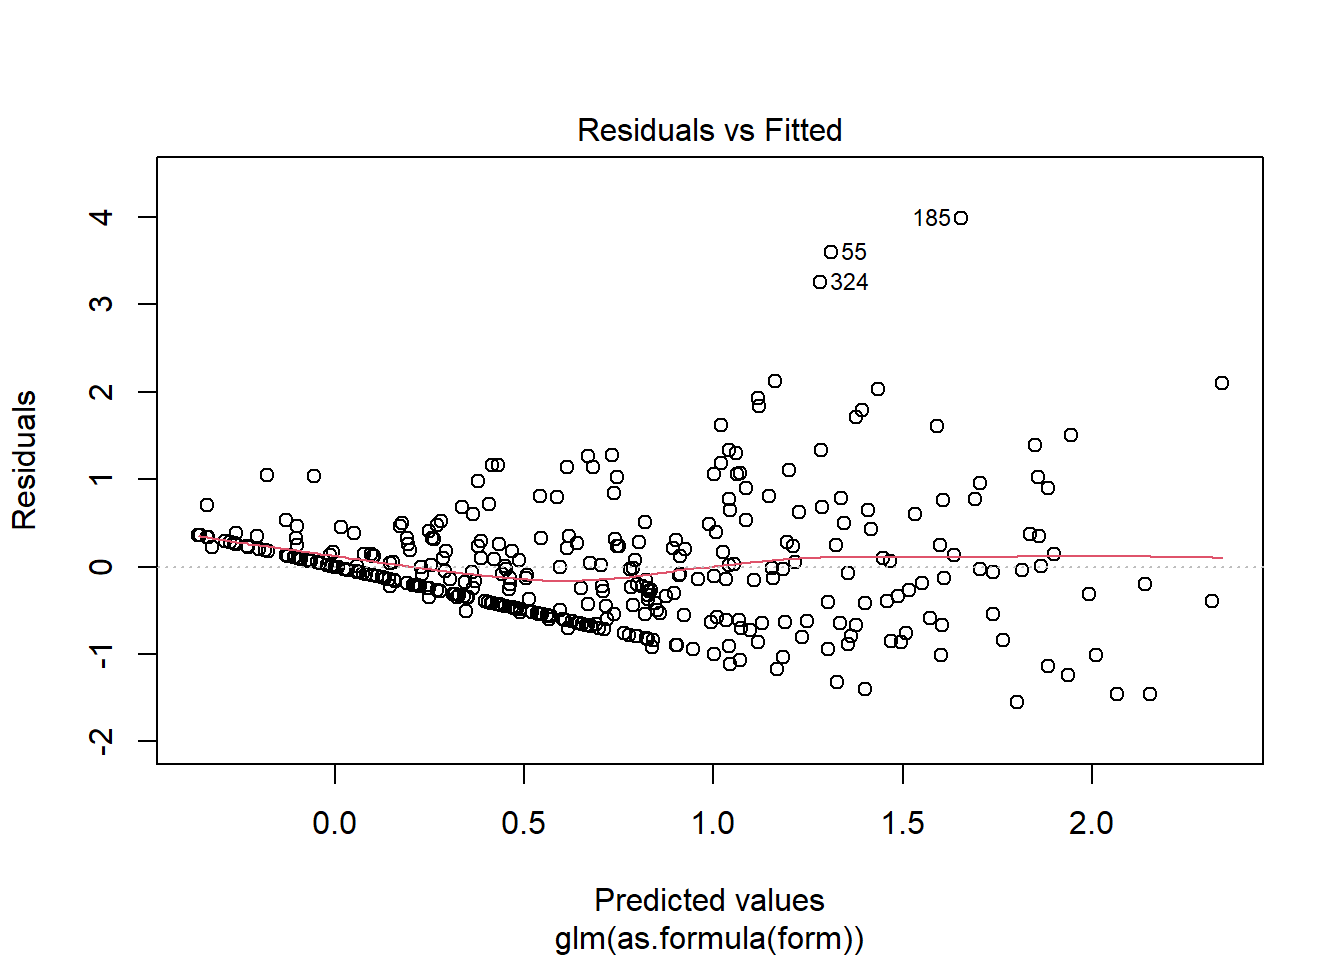 Residuals vs Fitted
4
3
2
1
0
-1
-2
Residuals
185
55
324
0.0 0.5 1.0 1.5 2.0
Predicted values
glm(as.formula(form))